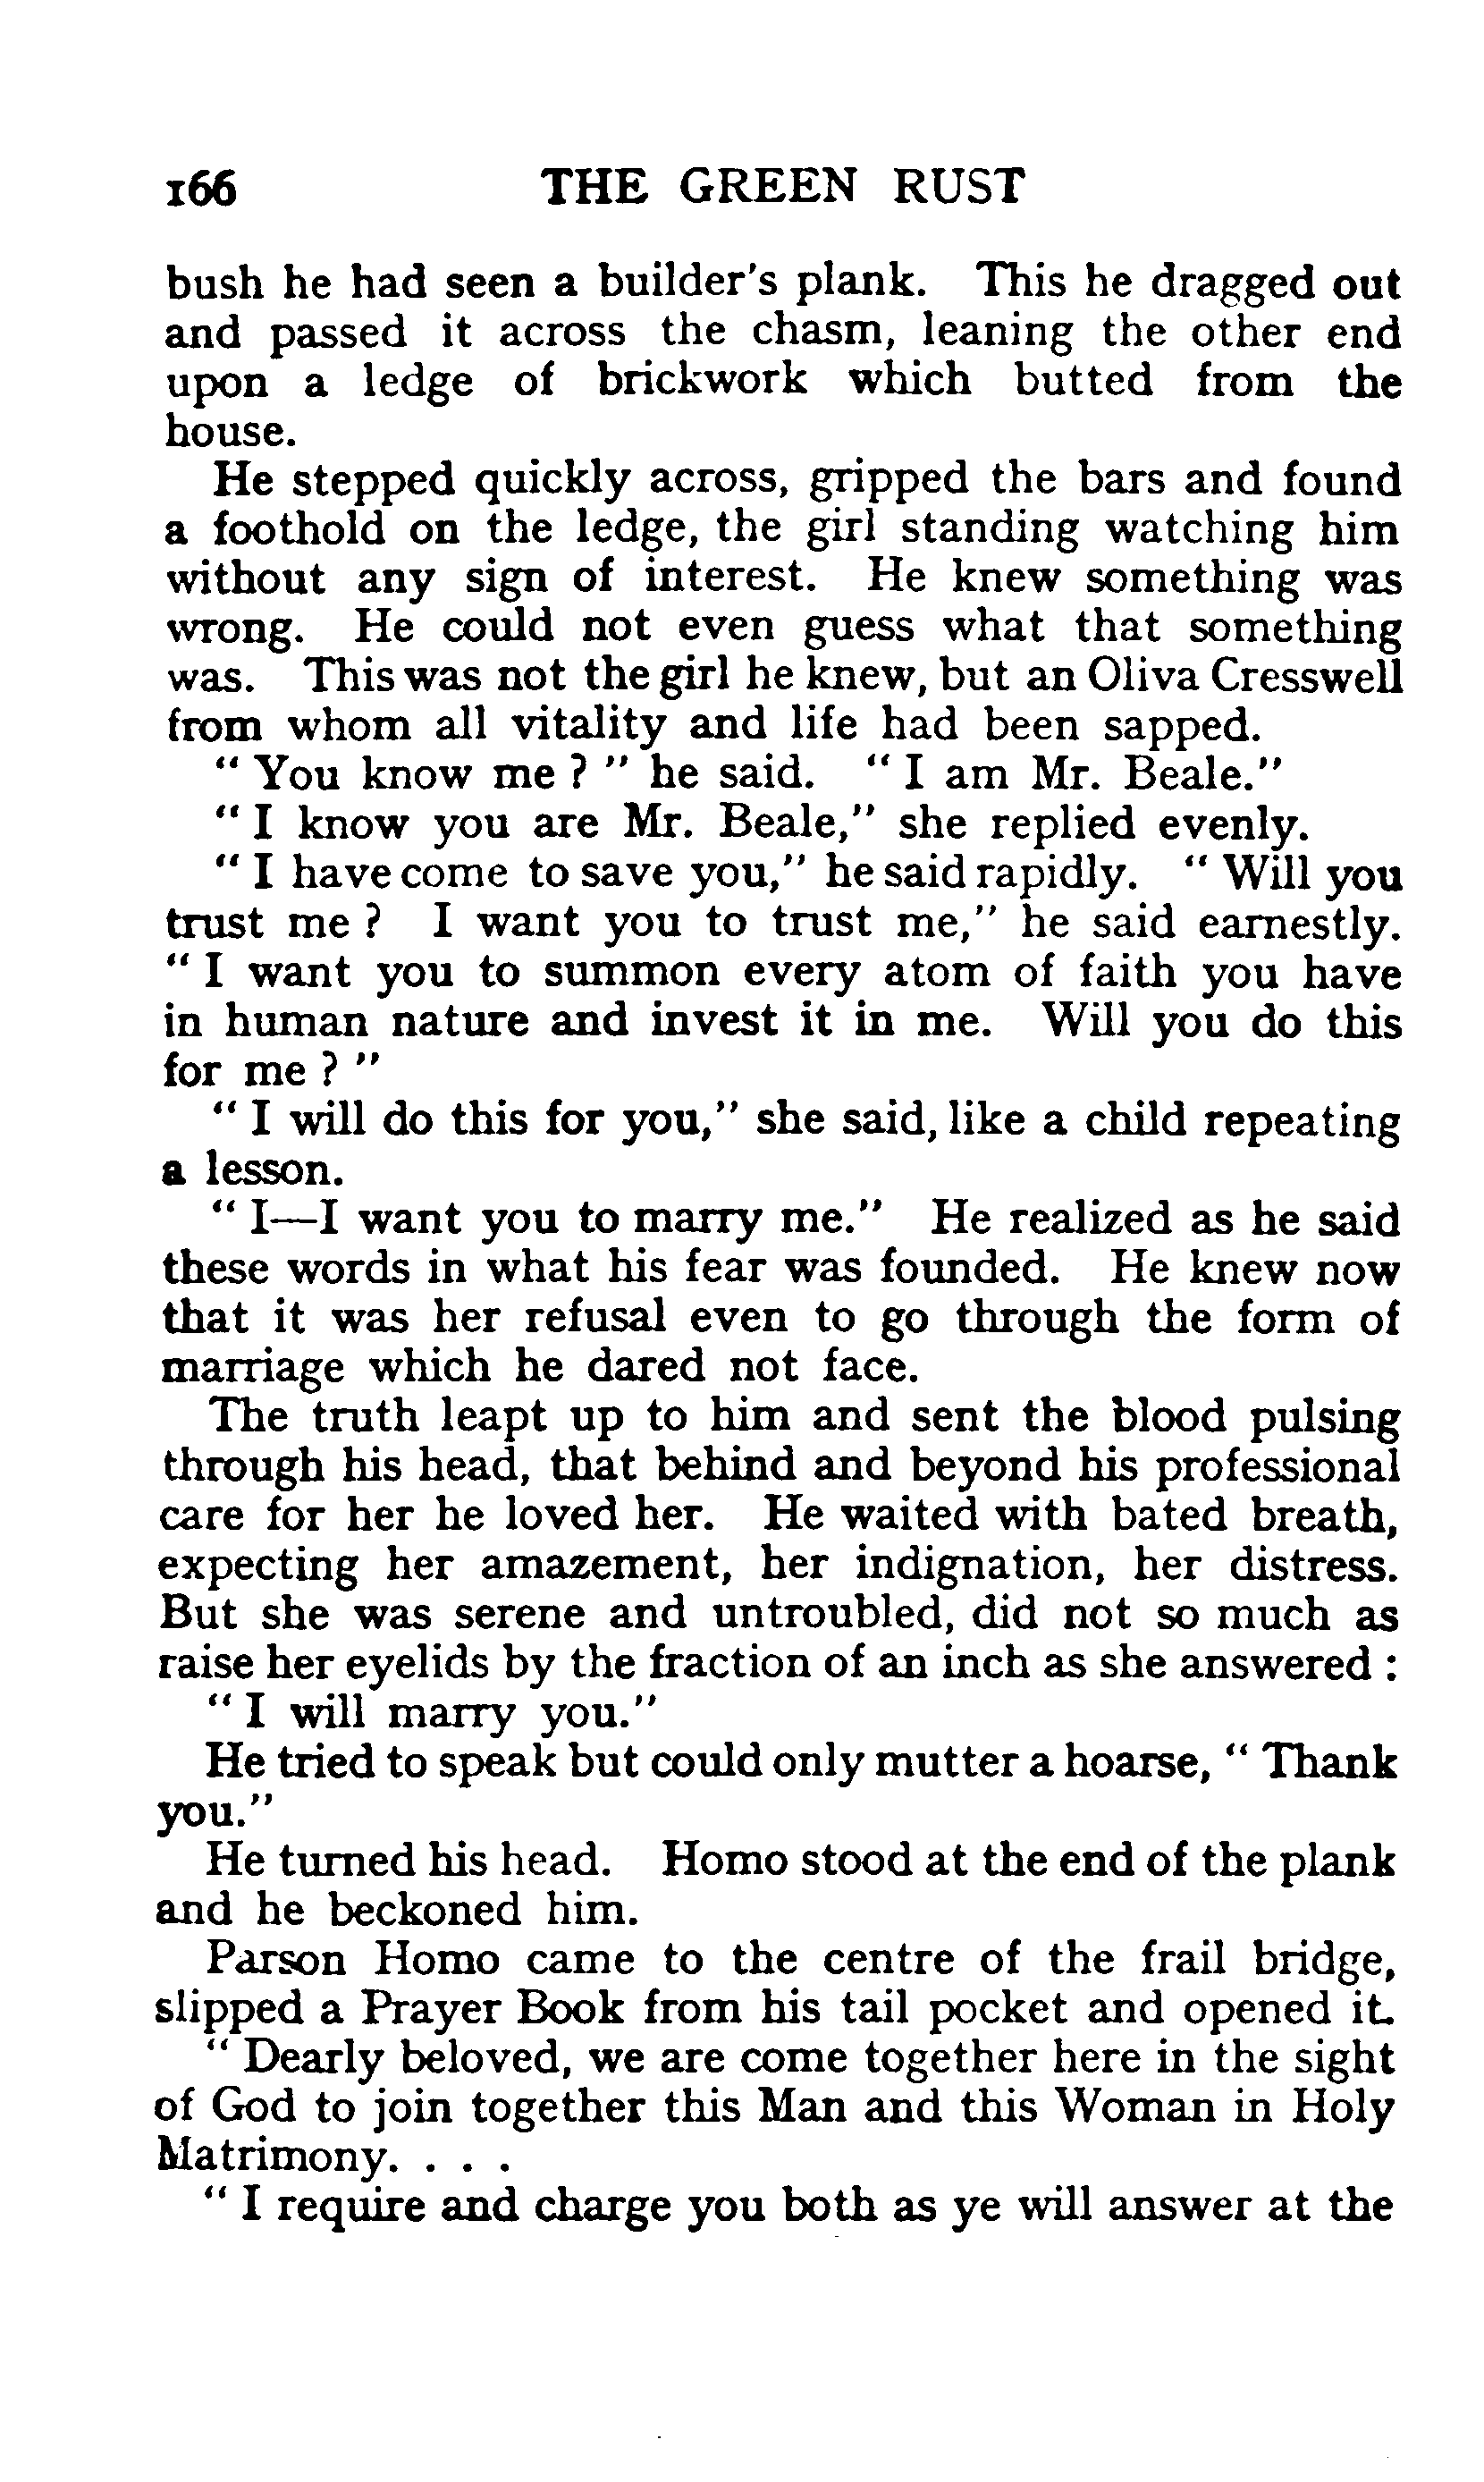 166 THE GREEN RUST
bush he had seen a builder's plank. This he dragged out
and passed it across the chasm, leaning the other end
upon a ledge of brickwork which butted from the
house.
He stepped quickly across, gripped the bars and found
a foothold on the ledge, the girl standing watching him
without any sign of interest. He knew something was
wrong. He could not even guess what that something
was. This was not the girl he knew, but an Oliva Cresswell
from whom all vitality and life had been sapped.
" You know me ? " he said. " I am Mr. Beale."
" I know you are Mr. Beale," she replied evenly.
" I have come to save you," he said rapidly. " Will you
trust me ? I want you to trust me," he said earnestly.
" I want you to summon every atom of faith you have
in human nature and invest it in me. Will you do this
for me ? "
" I will do this for you," she said, like a child repeating
a lesson.
" I—I want you to marry me." He realized as he said
these words in what his fear was founded. He knew now
that it was her refusal even to go through the form of
marriage which he dared not face.
The truth leapt up to him and sent the blood pulsing
through his head, that behind and beyond his professional
care for her he loved her. He waited with bated breath,
expecting her amazement, her indignation, her distress.
But she was serene and untroubled, did not so much as
raise her eyelids by the fraction of an inch as she answered :
" I will marry you."
He tried to speak but could only mutter a hoarse, " Thank
you."
He turned his head. Homo stood at the end of the plank
and he beckoned him.
Parson Homo came to the centre of the frail bridge,
slipped a Prayer Book from his tail pocket and opened it.
" Dearly beloved, we are come together here in the sight
of God to join together this Man and this Woman in Holy
Matrimony. . . .
" I require and charge you both as ye will answer at the